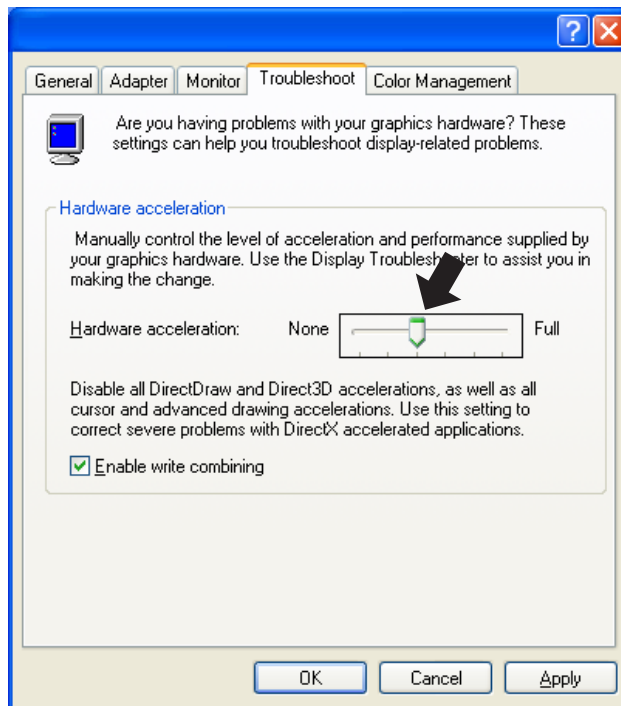 General Adapter Monitor Troubleshoot Color Management
Are you having problems with your graphics hardware? These
settings can help you troubleshoot display-related problems.
Hardware acceleration
Manually control the level of acceleration and performance supplied by
your graphics hardware. Use the Display to assist you in
making the change.
Hardware acceleration: None Full
Disable all DirectDraw and Direct3D accelerations, as well as all
cursor and advanced drawing accelerations. Use this setting to
correct severe problems with DirectX accelerated applications.
Enable write combining
OK Cancel Apply